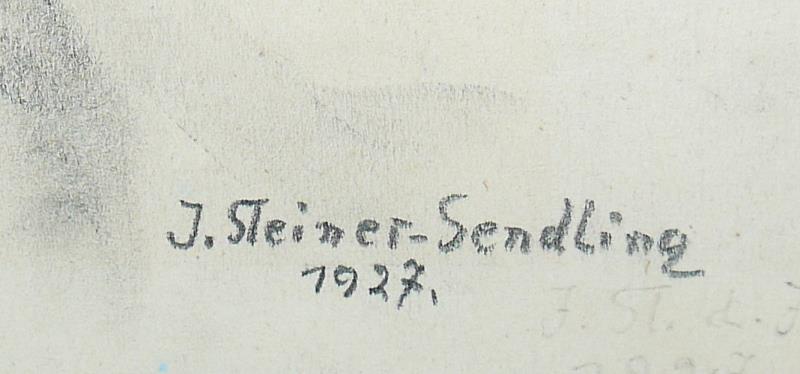 J. Steiner-Sendling
1927.